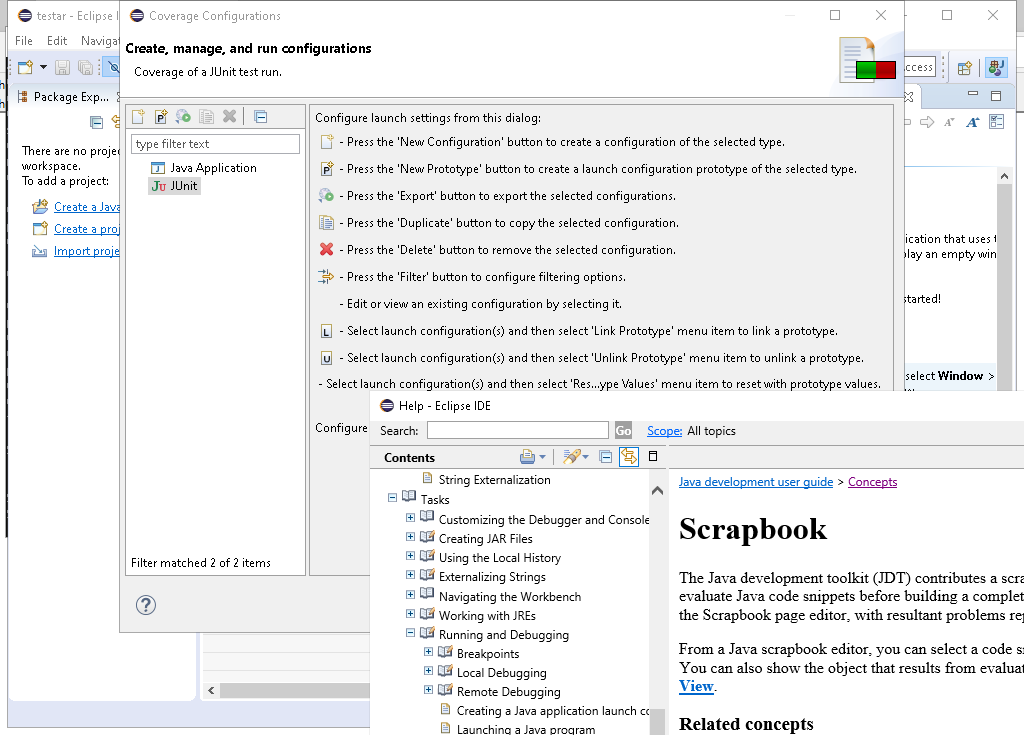 testar - Eclipse I
File Edit Navigat
ccess
Package Exp...
There are no projec
workspace.
To add a project:
Create a Java
Create a proj
Import proje
Coverage Configurations
Create, manage, and run configurations
Coverage of a JUnit test run.
type filter text
Java Application
Ju JUnit
Filter matched 2 of 2 items
Configure launch settings from this dialog:
- Press the 'New Configuration' button to create a configuration of the selected type.
- Press the 'New Prototype' button to create a launch configuration prototype of the selected type.
- Press the 'Export' button to export the selected configurations.
- Press the 'Duplicate' button to copy the selected configuration.
- Press the 'Delete' button to remove the selected configuration.
- Press the 'Filter' button to configure filtering options.
- Edit or view an existing configuration by selecting it.
L - Select launch configuration(s) and then select 'Link Prototype' menu item to link a prototype.
U - Select launch configuration(s) and then select 'Unlink Prototype' menu item to unlink a prototype.
- Select launch configuration(s) and then select 'Res...ype Values' menu item to reset with prototype values.
Configure
ication that uses t
play an empty win
started!
select Window >
Help - Eclipse IDE
Search: Go Scope: All topics
Contents
String Externalization
Tasks
Customizing the Debugger and Console
Creating JAR Files
Using the Local History
Externalizing Strings
Navigating the Workbench
Working with JREs
Running and Debugging
Breakpoints
Local Debugging
Remote Debugging
Creating a Java application launch co
Launching a Java program
Java development user guide > Concepts
Scrapbook
The Java development toolkit (JDT) contributes a scra
evaluate Java code snippets before building a complet
the Scrapbook page editor, with resultant problems rep
From a Java scrapbook editor, you can select a code sn
You can also show the object that results from evaluat
View.
Related concepts